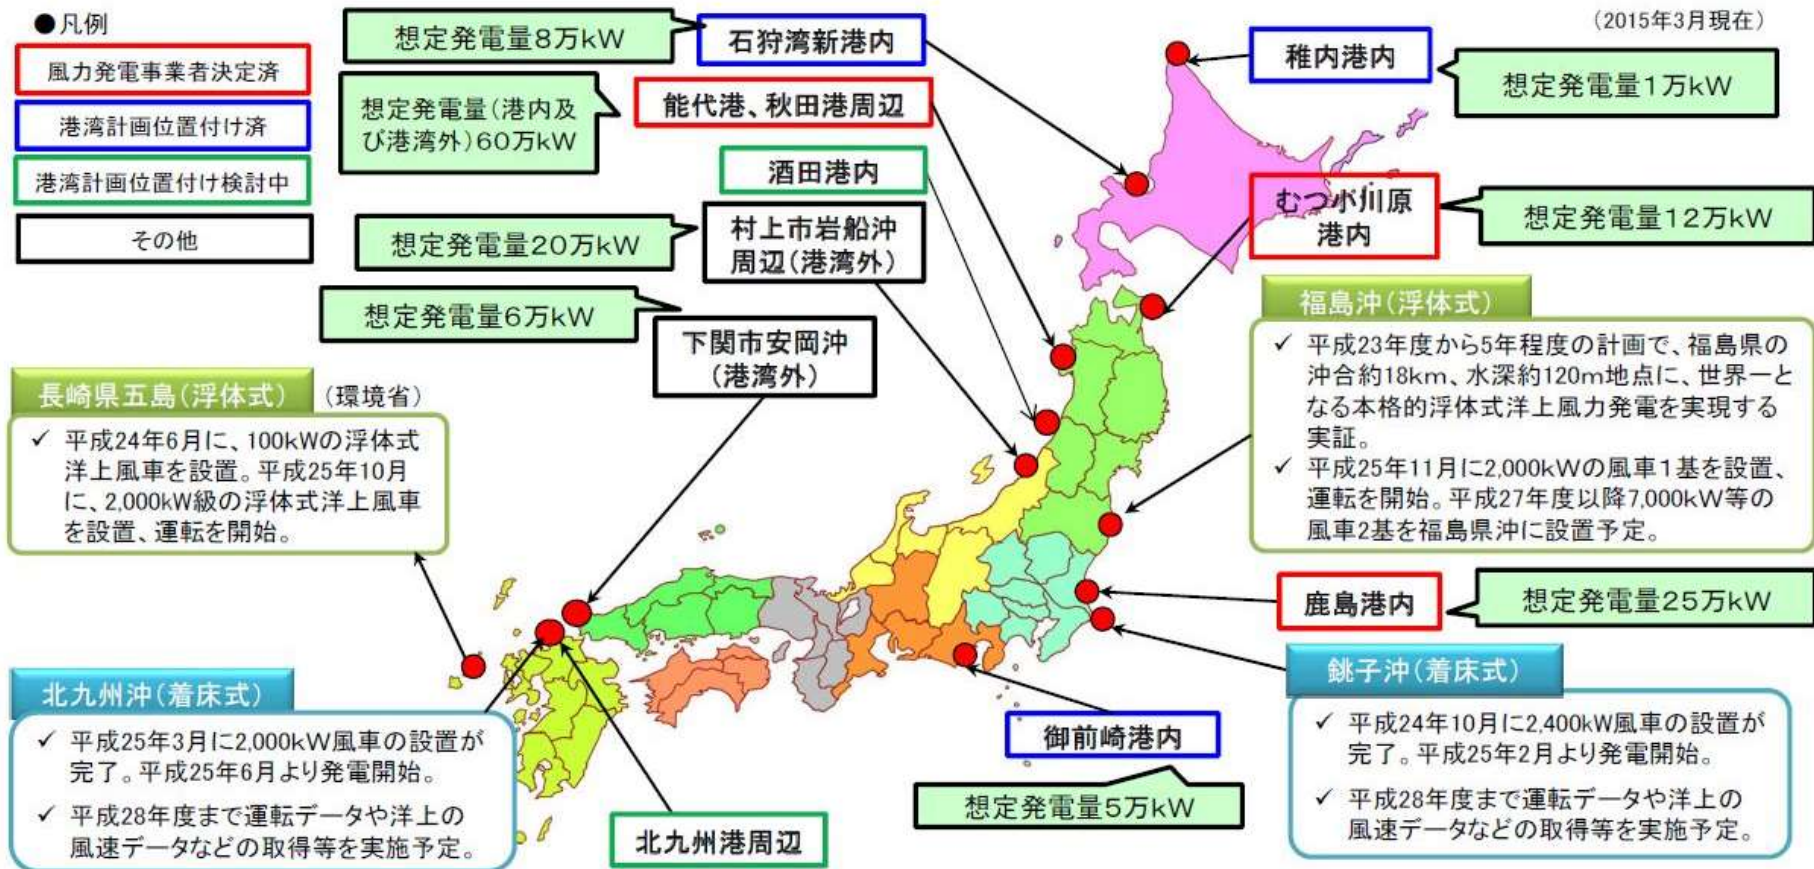 ●凡例
風力発電事業者決定済
港湾計画位置付け済
港湾計画位置付け検討中
その他
(2015年3月現在)
想定発電量8万kW
石狩湾新港内
稚内港内
想定発電量1万kW
想定発電量(港内及
び港湾外)60万kW
能代港、秋田港周辺
酒田港内
むつ小川原
港内
想定発電量12万kW
想定発電量20万kW
村上市岩船沖
周辺(港湾外)
想定発電量6万kW
下関市安岡沖
(港湾外)
福島沖(浮体式)
✓ 平成23年度から5年程度の計画で、福島県の
沖合約18km、水深約120m地点に、世界一と
なる本格的浮体式洋上風力発電を実現する
実証。
✓ 平成25年11月に2,000kWの風車1基を設置、
運転を開始。平成27年度以降7,000kW等の
風車2基を福島県沖に設置予定。
長崎県五島(浮体式) (環境省)
✓ 平成24年6月に、100kWの浮体式
洋上風車を設置。平成25年10月
に、2,000kW級の浮体式洋上風車
を設置、運転を開始。
鹿島港内
想定発電量25万kW
北九州沖(着床式)
✓ 平成25年3月に2,000kW風車の設置が
完了。平成25年6月より発電開始。
✓ 平成28年度まで運転データや洋上の
風速データなどの取得等を実施予定。
北九州港周辺
御前崎港内
想定発電量5万kW
銚子沖(着床式)
✓ 平成24年10月に2,400kW風車の設置が
完了。平成25年2月より発電開始。
✓ 平成28年度まで運転データや洋上の
風速データなどの取得等を実施予定。